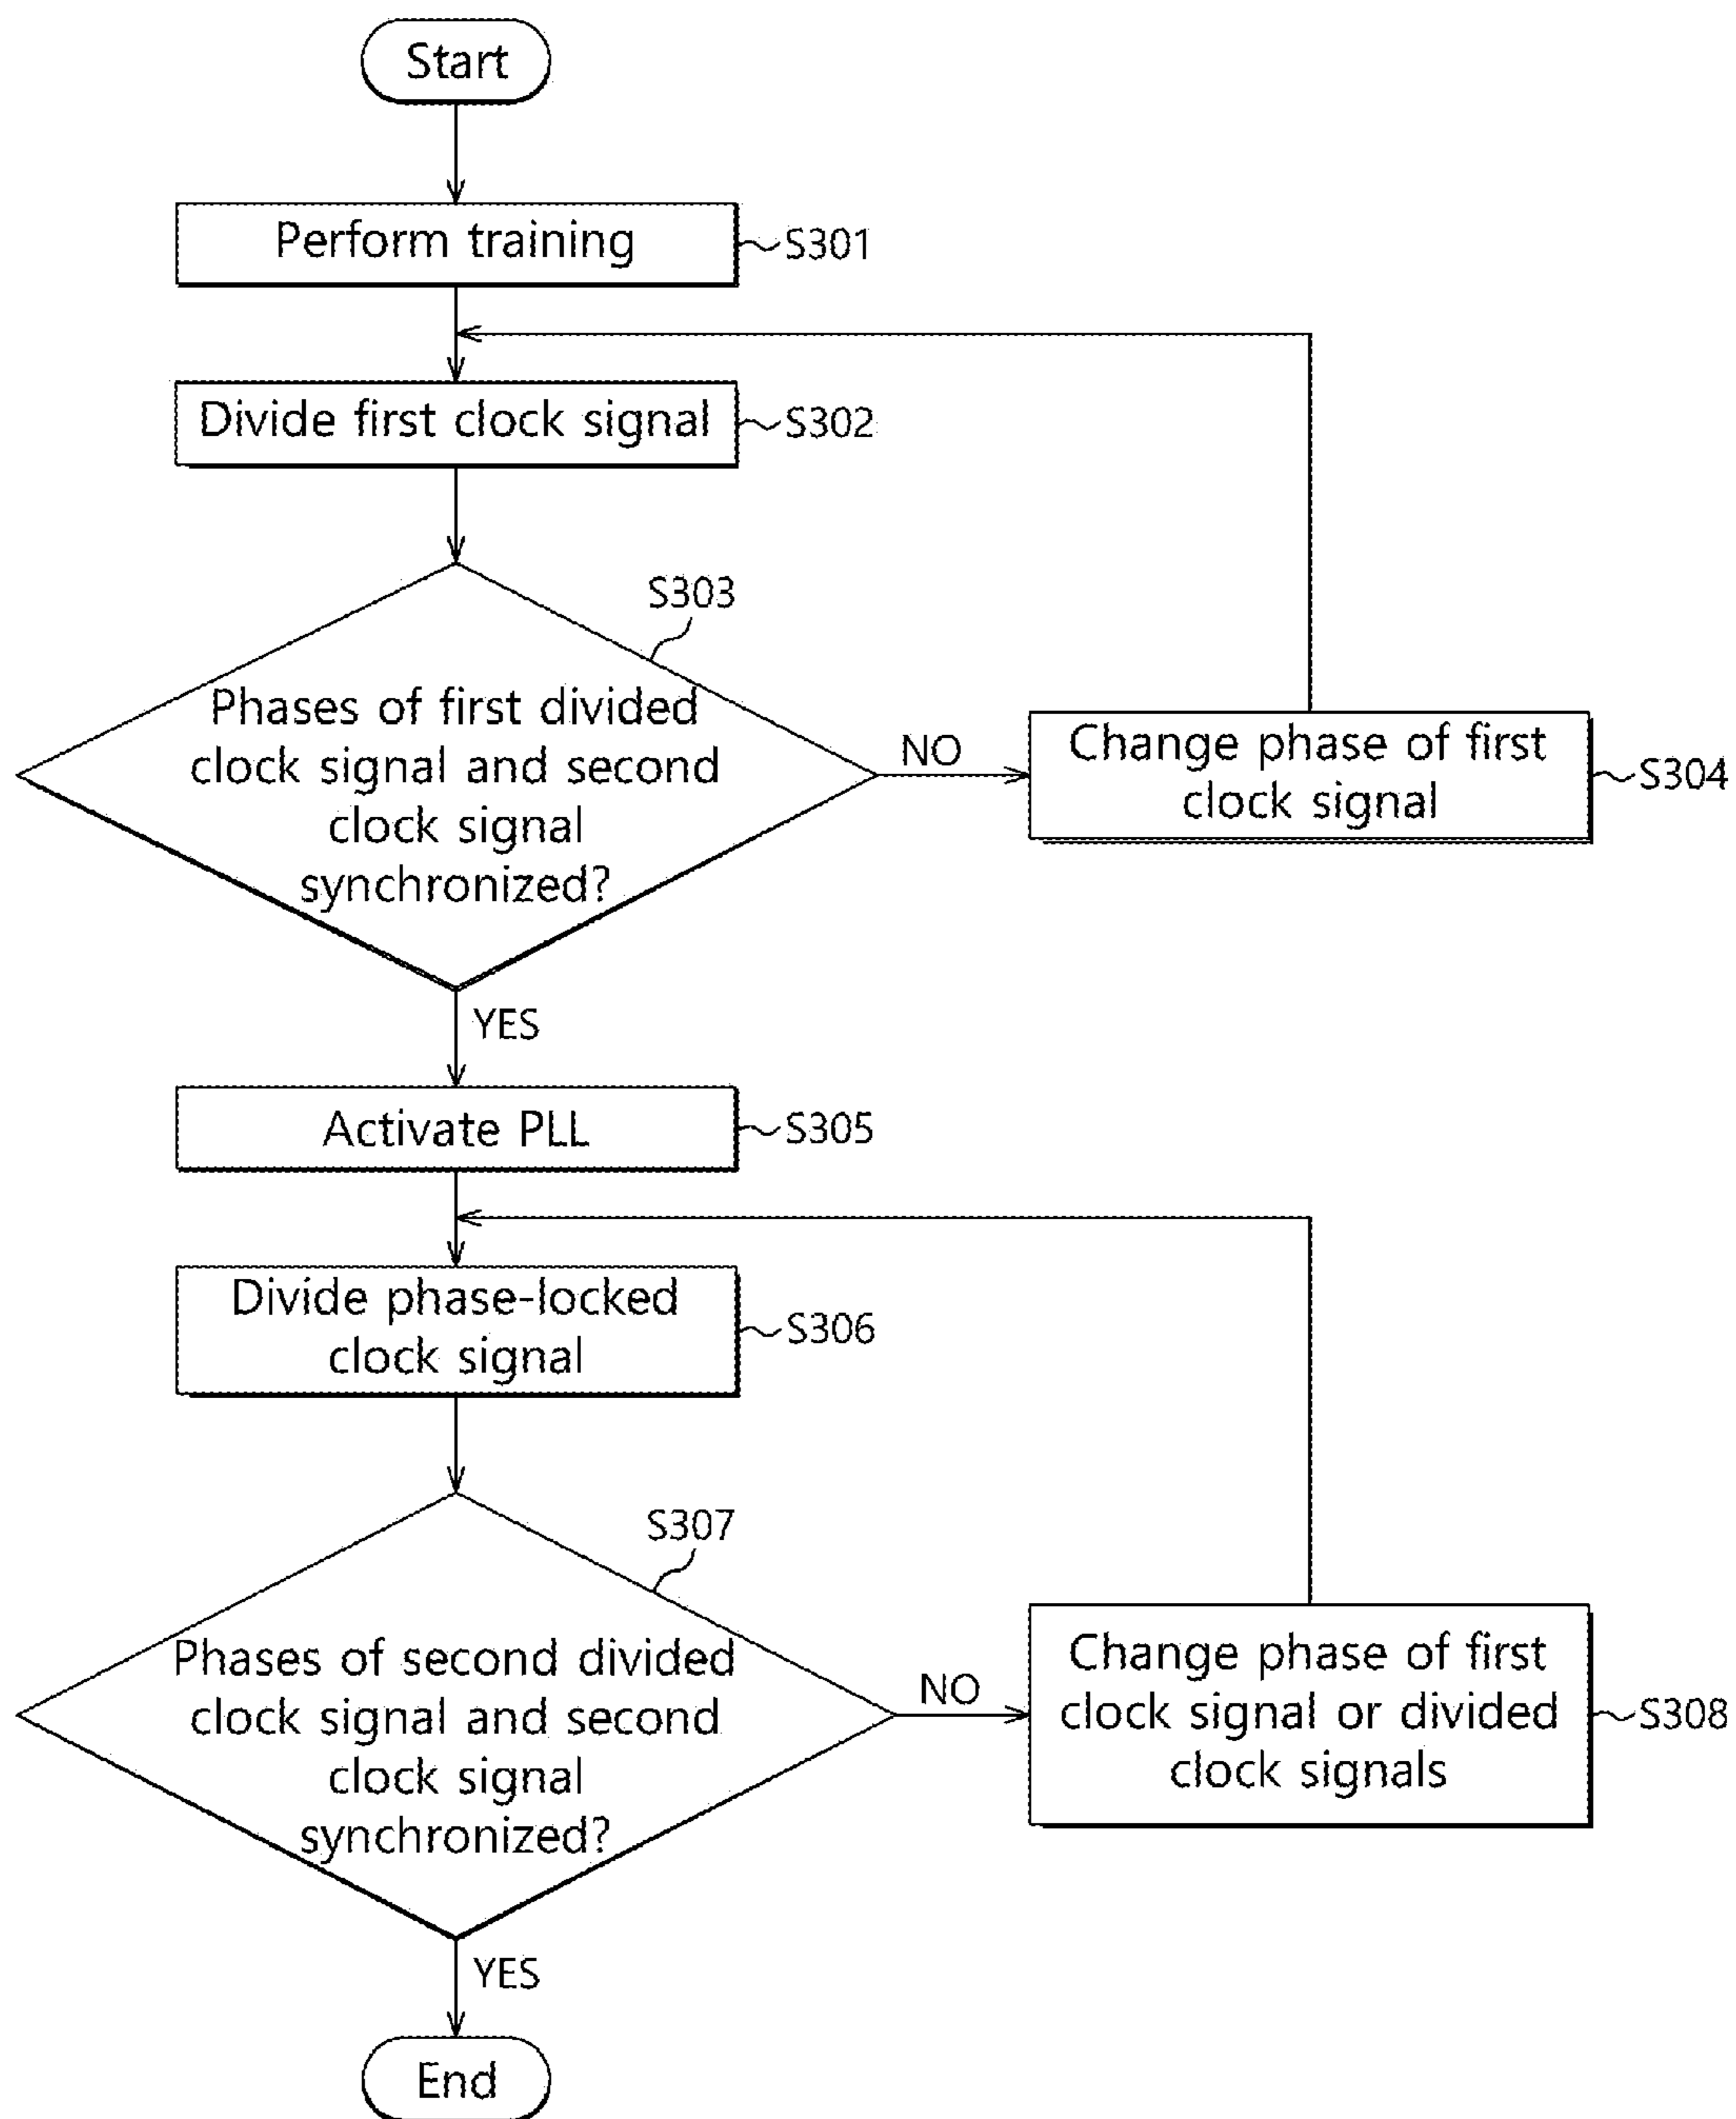 Start
Perform training
S301
Divide first clock signal
S302
S303
Phases of first divided
clock signal and second
clock signal
synchronized?
NO
Change phase of first
clock signal
S304
YES
Activate PLL
S305
Divide phase-locked
clock signal
S306
S307
Phases of second divided
clock signal and second
clock signal
synchronized?
NO
Change phase of first
clock signal or divided
clock signals
S308
YES
End